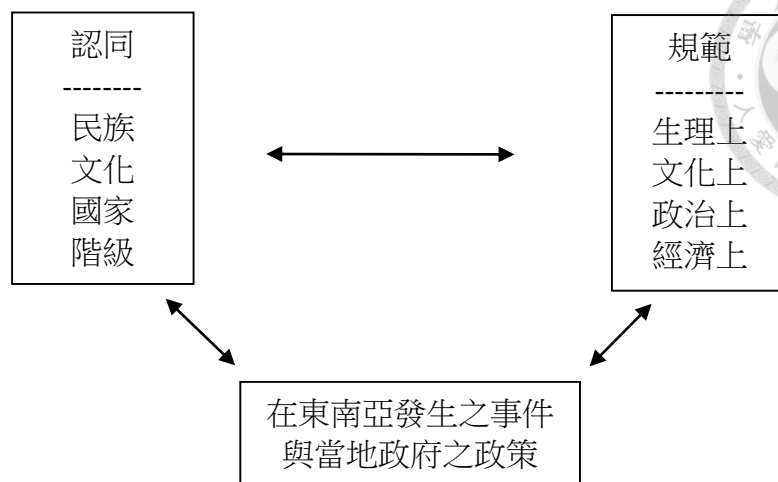 認同
--------
民族
文化
國家
階級
規範
---------
生理上
文化上
政治上
經濟上
在東南亞發生之事件
與當地政府之政策